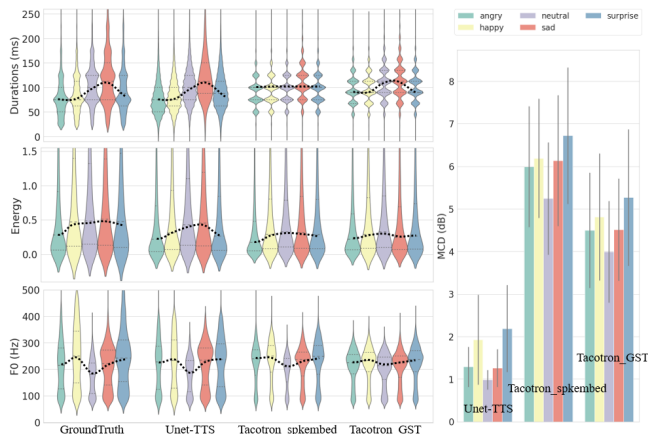 angry neutral surprise
happy sad
Durations (ms)
250
200
150
100
50
0
Energy
1.5
1.0
0.5
0.0
F0 (Hz)
500
400
300
200
100
0
GroundTruth Unet-TTS Tacotron_spkembed Tacotron_GST
MCD (dB)
8
7
6
5
4
3
2
1
0
Tacotron_GST
Tacotron_spkembed
Unet-TTS